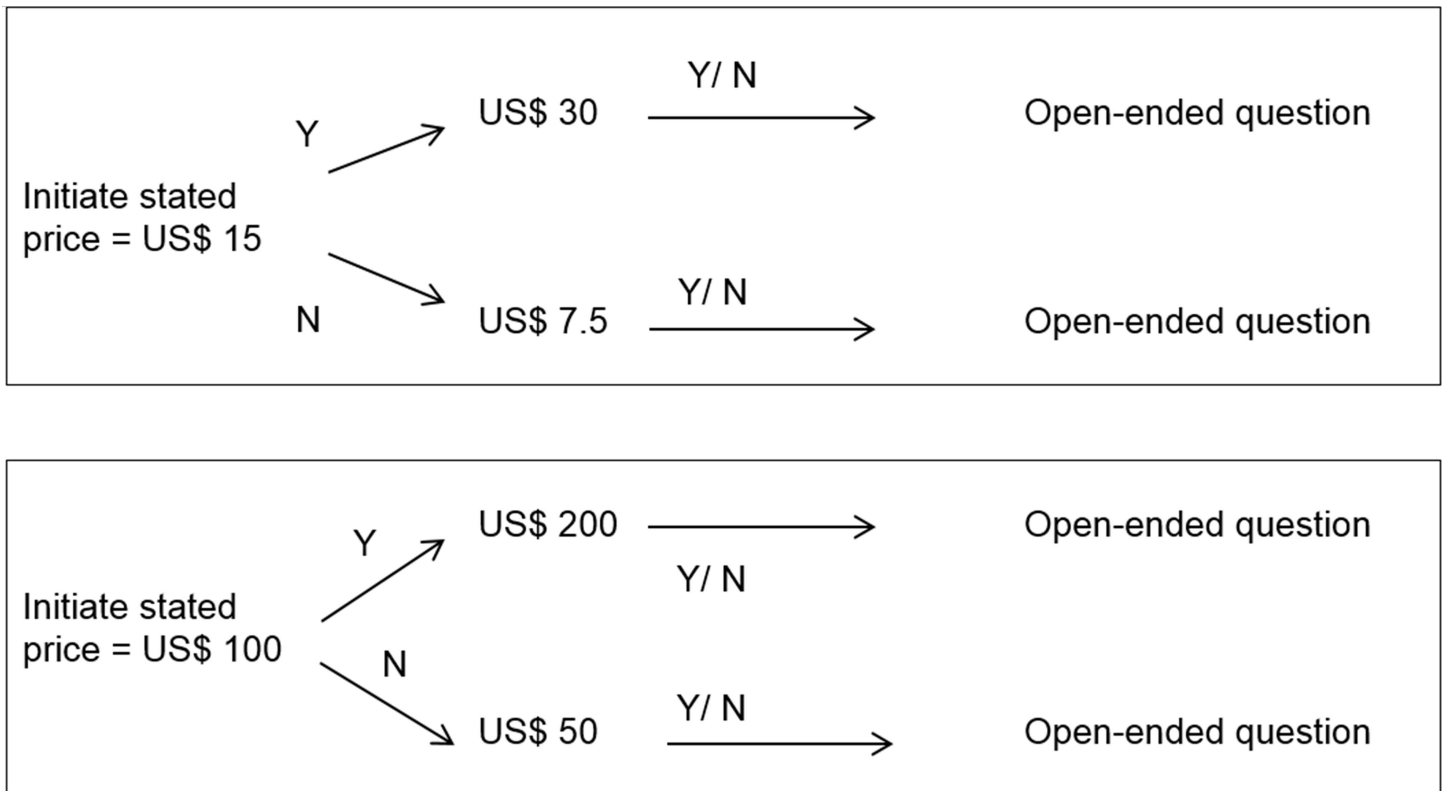 Y/ N
US$ 30
Open-ended question
Y
Initiate stated
price = US$ 15
N
Y/ N
US$ 7.5
Open-ended question
US$ 200
Open-ended question
Y
Y/ N
Initiate stated
price = US$ 100
N
Y/ N
US$ 50
Open-ended question